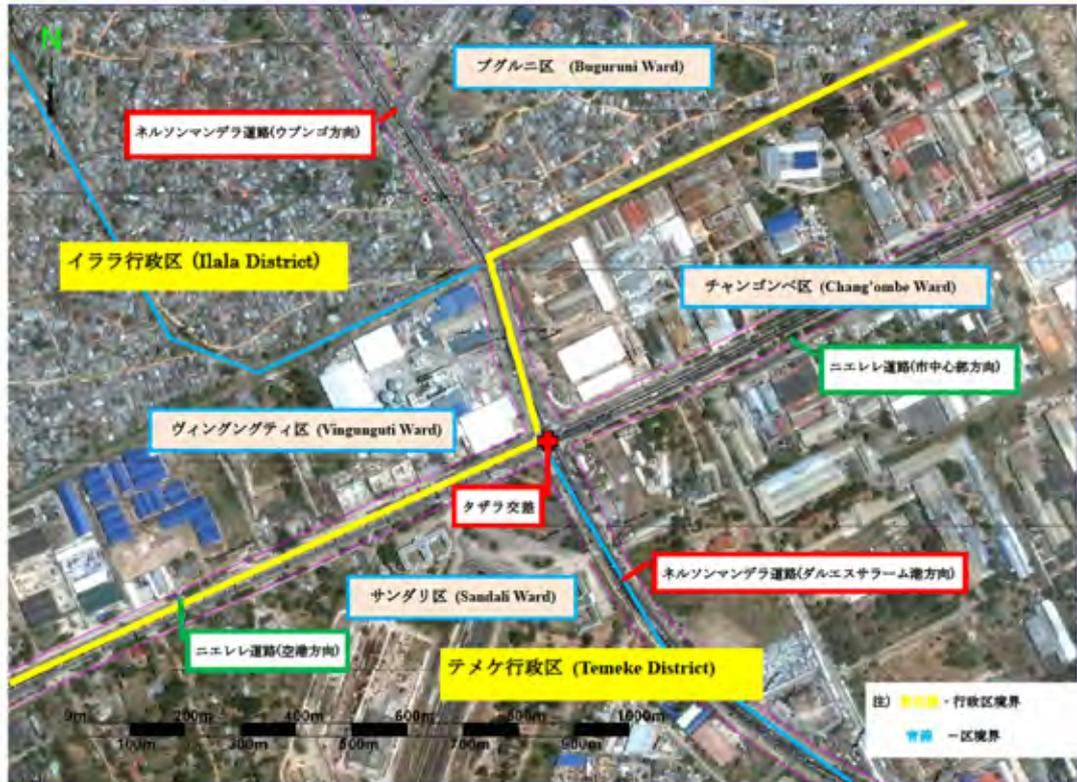 N
ブグルニ区 (Buguruni Ward)
ネルソンマンデラ道路(ウブンゴ方向)
イララ行政区 (Ilala District)
チャンゴンベ区 (Chang'ombe Ward)
ニエレレ道路(市中心部方向)
ヴィングングティ区 (Vingunguti Ward)
タザラ交差
ネルソンマンデラ道路(ダルエスサラーム港方向)
サンダリ区 (Sandali Ward)
ニエレレ道路(空港方向)
テメケ行政区 (Temeke District)
0m 200m 400m 600m 800m 1000m
100m 300m 500m 700m 900m
注) 黄色線 - 行政区境界
青線 ー区境界